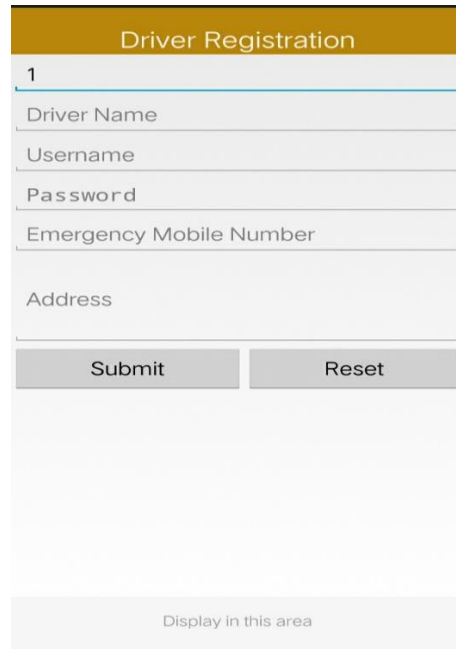 Driver Registration
1
Driver Name
Username
Password
Emergency Mobile Number
Address
Submit Reset
Display in this area